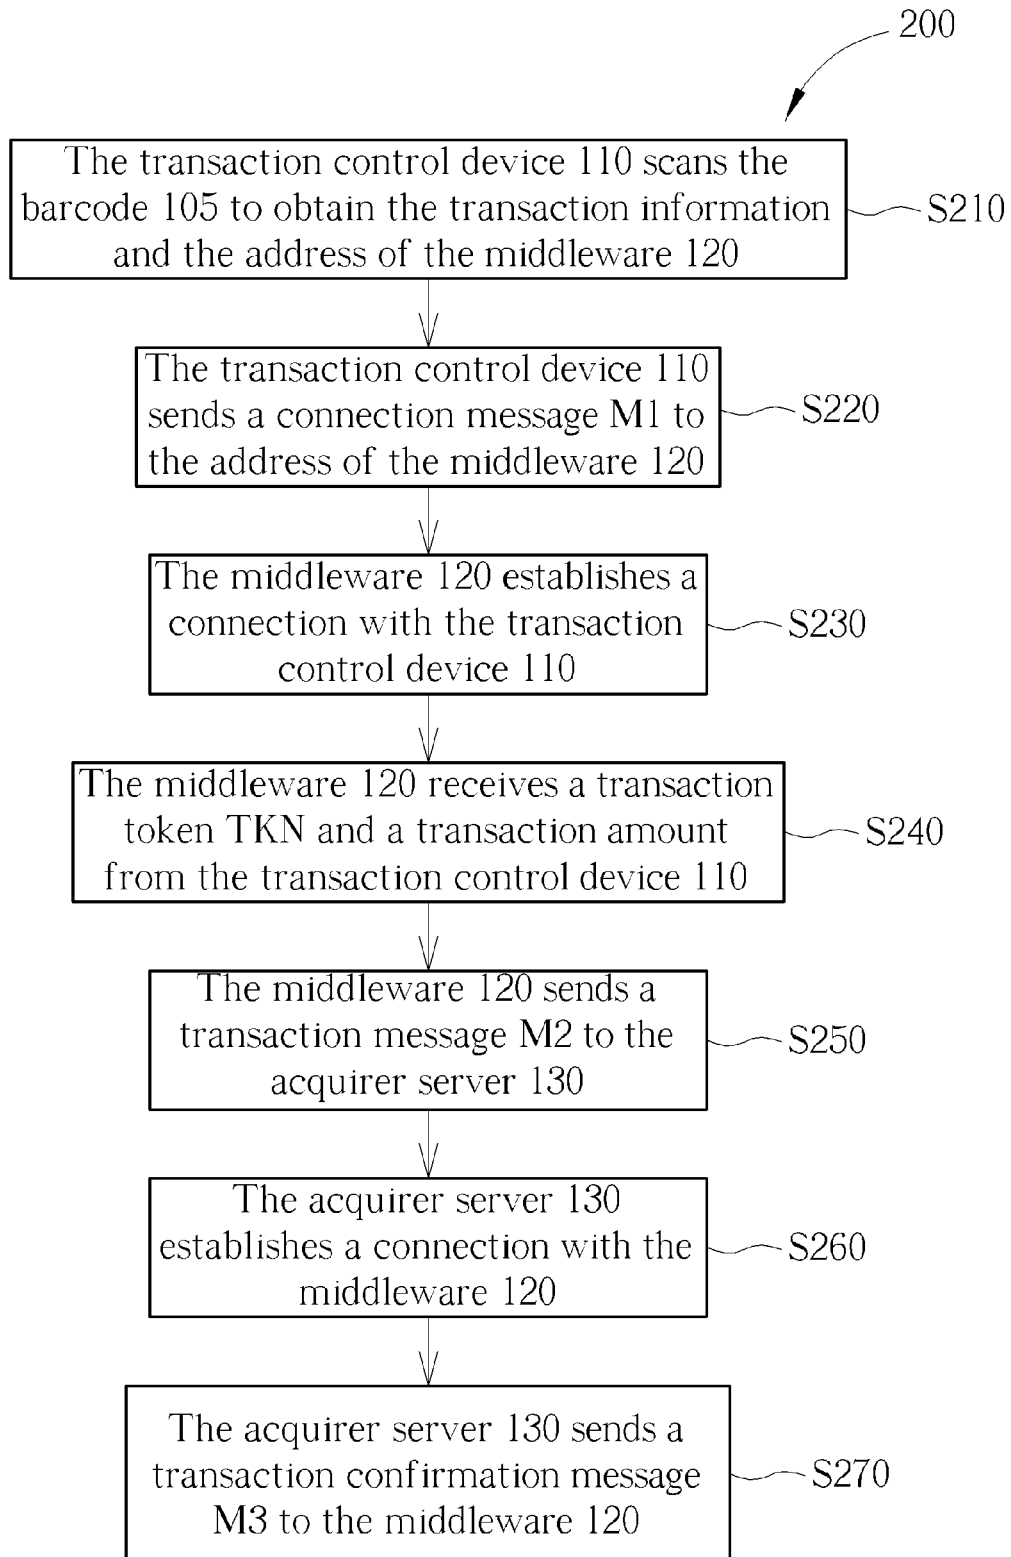 200
The transaction control device 110 scans the
barcode 105 to obtain the transaction information
and the address of the middleware 120
S210
The transaction control device 110
sends a connection message M1 to
the address of the middleware 120
S220
The middleware 120 establishes a
connection with the transaction
control device 110
S230
The middleware 120 receives a transaction
token TKN and a transaction amount
from the transaction control device 110
S240
The middleware 120 sends a
transaction message M2 to the
acquirer server 130
S250
The acquirer server 130
establishes a connection with the
middleware 120
S260
The acquirer server 130 sends a
transaction confirmation message
M3 to the middleware 120
S270